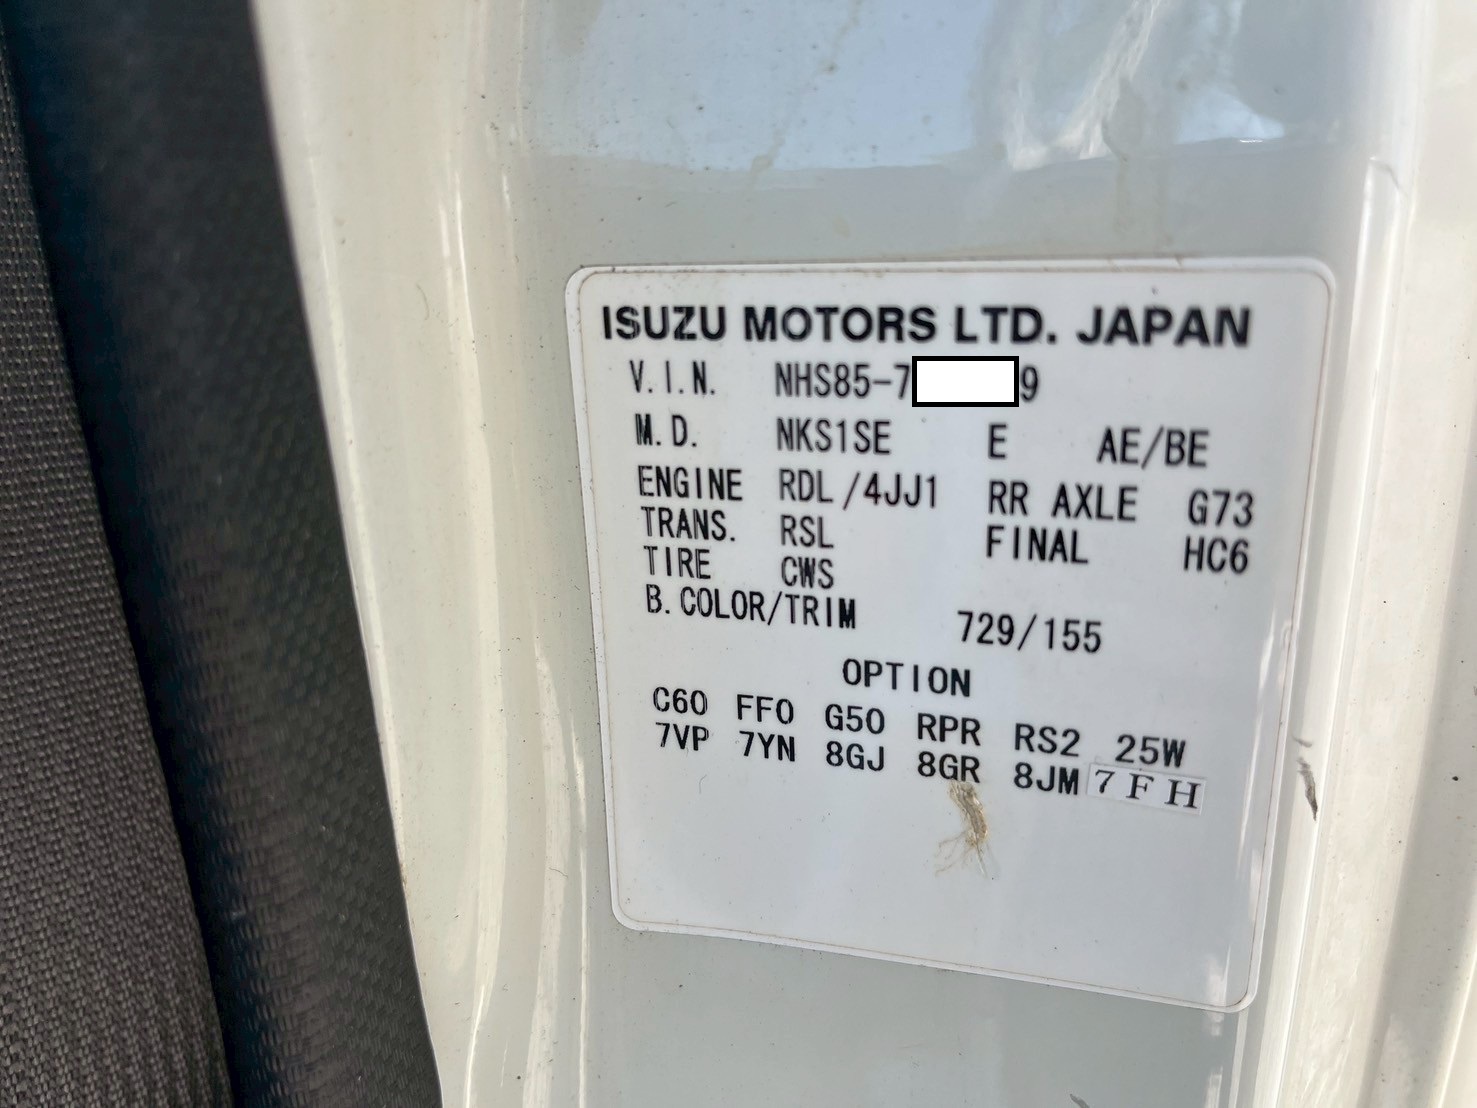 ISUZU MOTORS LTD. JAPAN
V.I.N. NHS85-7 9
M.D. NKS1SE E AE/BE
ENGINE RDL/4JJ1 RR AXLE G73
TRANS. RSL FINAL HC6
TIRE CWS
B.COLOR/TRIM 729/155
OPTION
C60 FF0 G50 RPR RS2 25W
7VP 7YN 8GJ 8GR 8JM 7FH